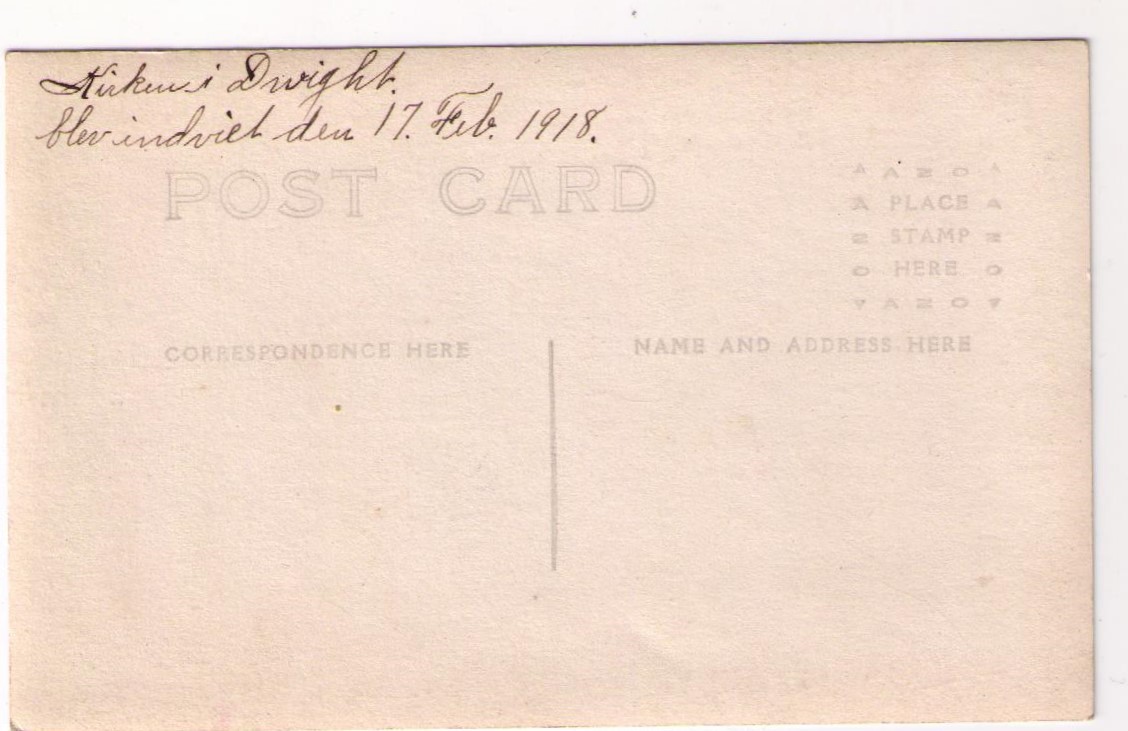 Kirken i Dwight.
blev indviet den 17. Feb. 1918.
POST CARD
A A Z O A
A PLACE A
Z STAMP Z
O HERE O
A A Z O A
CORRESPONDENCE HERE
NAME AND ADDRESS HERE